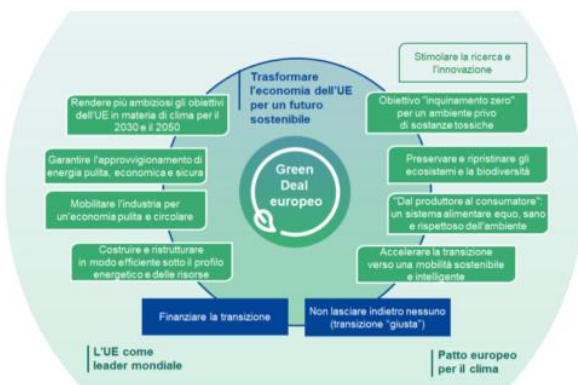 Trasformare
l'economia dell'UE
per un futuro
sostenibile
Stimolare la ricerca e
l'innovazione
Rendere più ambiziosi gli obiettivi
dell'UE in materia di clima per il
2030 e il 2050
Obiettivo "inquinamento zero"
per un ambiente privo
di sostanze tossiche
Garantire l'approvvigionamento di
energia pulita, economica e sicura
Preservare e ripristinare gli
ecosistemi e la biodiversità
Green
Deal
europeo
Mobilitare l'industria per
un'economia pulita e circolare
"Dal produttore al consumatore":
un sistema alimentare equo, sano
e rispettoso dell'ambiente
Costruire e ristrutturare
in modo efficiente sotto il profilo
energetico e delle risorse
Accelerare la transizione
verso una mobilità sostenibile
e intelligente
Finanziare la transizione
Non lasciare indietro nessuno
(transizione "giusta")
L'UE come
leader mondiale
Patto europeo
per il clima